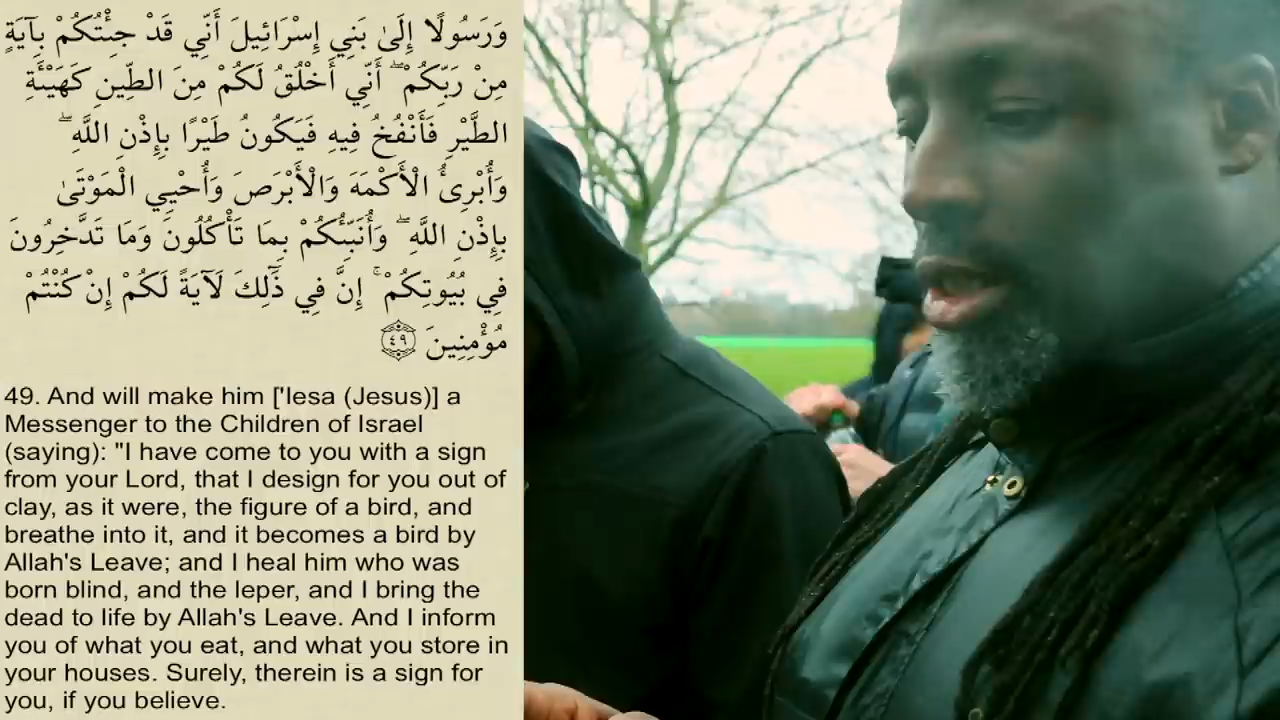 وَرَسُولًا إِلَىٰ بَنِي إِسْرَائِيلَ أَنِّي قَدْ جِئْتُكُمْ بِآيَةٍ
مِنْ رَبِّكُمْ ۖ أَنِّي أَخْلُقُ لَكُمْ مِنَ الطِّينِ كَهَيْئَةِ
الطَّيْرِ فَأَنْفُخُ فِيهِ فَيَكُونُ طَيْرًا بِإِذْنِ اللَّهِ ۖ
وَأُبْرِئُ الْأَكْمَهَ وَالْأَبْرَصَ وَأُحْيِي الْمَوْتَىٰ
بِإِذْنِ اللَّهِ ۖ وَأُنَبِّئُكُمْ بِمَا تَأْكُلُونَ وَمَا تَدَّخِرُونَ
فِي بُيُوتِكُمْ ۚ إِنَّ فِي ذَٰلِكَ لَآيَةً لَكُمْ إِنْ كُنْتُمْ
مُؤْمِنِينَ ۝٤٩
49. And will make him ['Iesa (Jesus)] a
Messenger to the Children of Israel
(saying): "I have come to you with a sign
from your Lord, that I design for you out of
clay, as it were, the figure of a bird, and
breathe into it, and it becomes a bird by
Allah's Leave; and I heal him who was
born blind, and the leper, and I bring the
dead to life by Allah's Leave. And I inform
you of what you eat, and what you store in
your houses. Surely, therein is a sign for
you, if you believe.